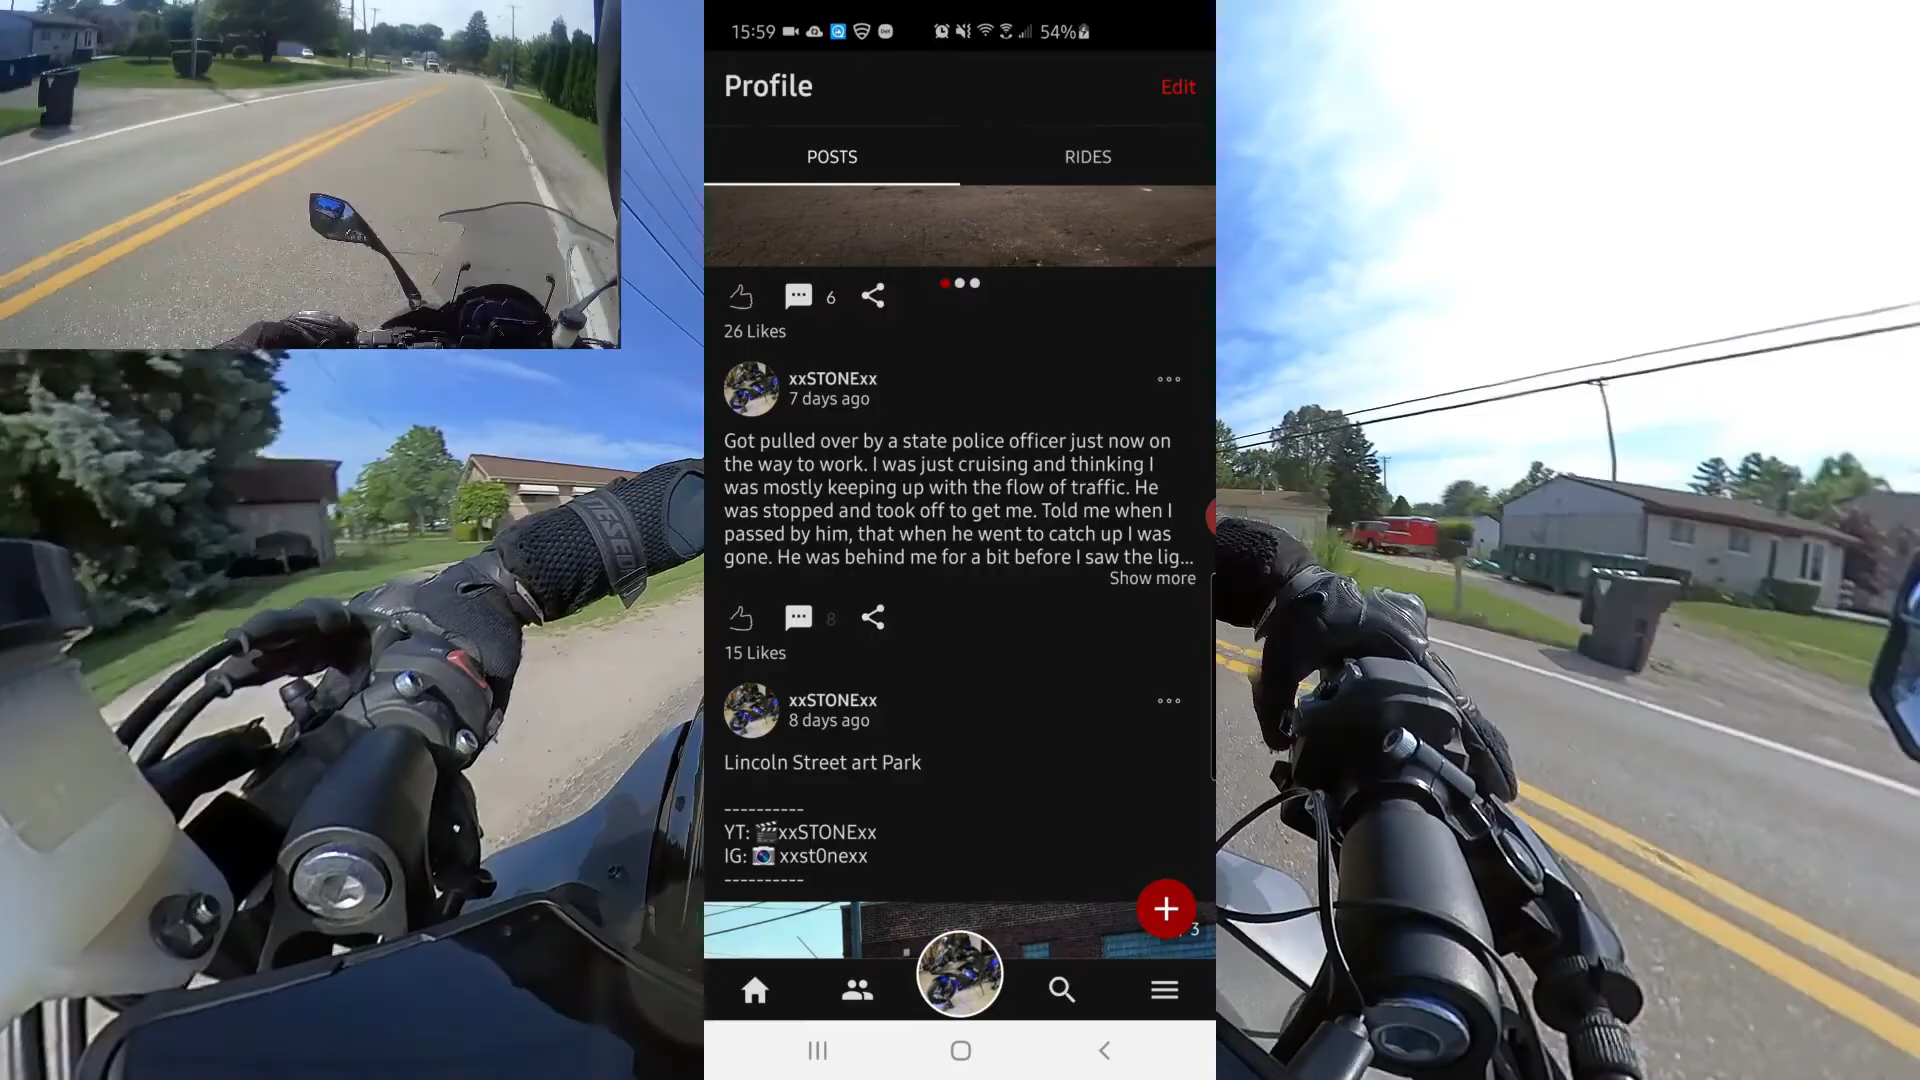 15:59
54%
Profile
Edit
POSTS
RIDES
6
26 Likes
xxSTONExx
7 days ago
Got pulled over by a state police officer just now on
the way to work. I was just cruising and thinking I
was mostly keeping up with the flow of traffic. He
was stopped and took off to get me. Told me when I
passed by him, that when he went to catch up I was
gone. He was behind me for a bit before I saw the lig...
Show more
8
15 Likes
xxSTONExx
8 days ago
Lincoln Street art Park
----------
YT: 🎬xxSTONExx
IG: 📷 xxst0nexx
----------
3